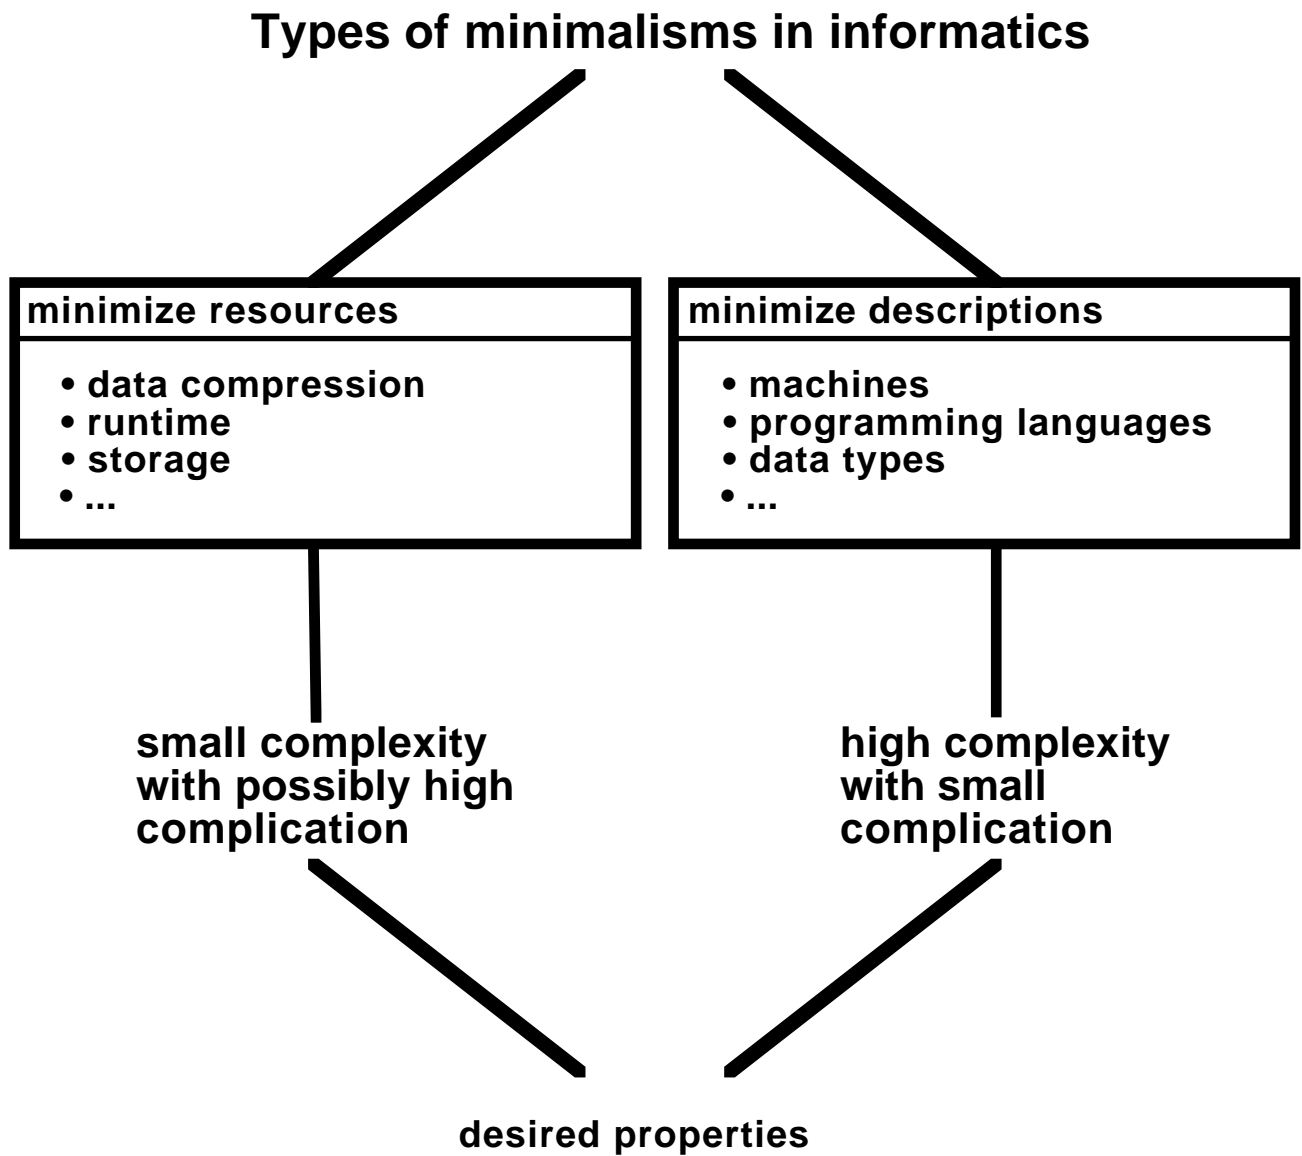 Types of minimalisms in informatics
minimize resources
• data compression
• runtime
• storage
• ...
minimize descriptions
• machines
• programming languages
• data types
• ...
small complexity
with possibly high
complication
high complexity
with small
complication
desired properties